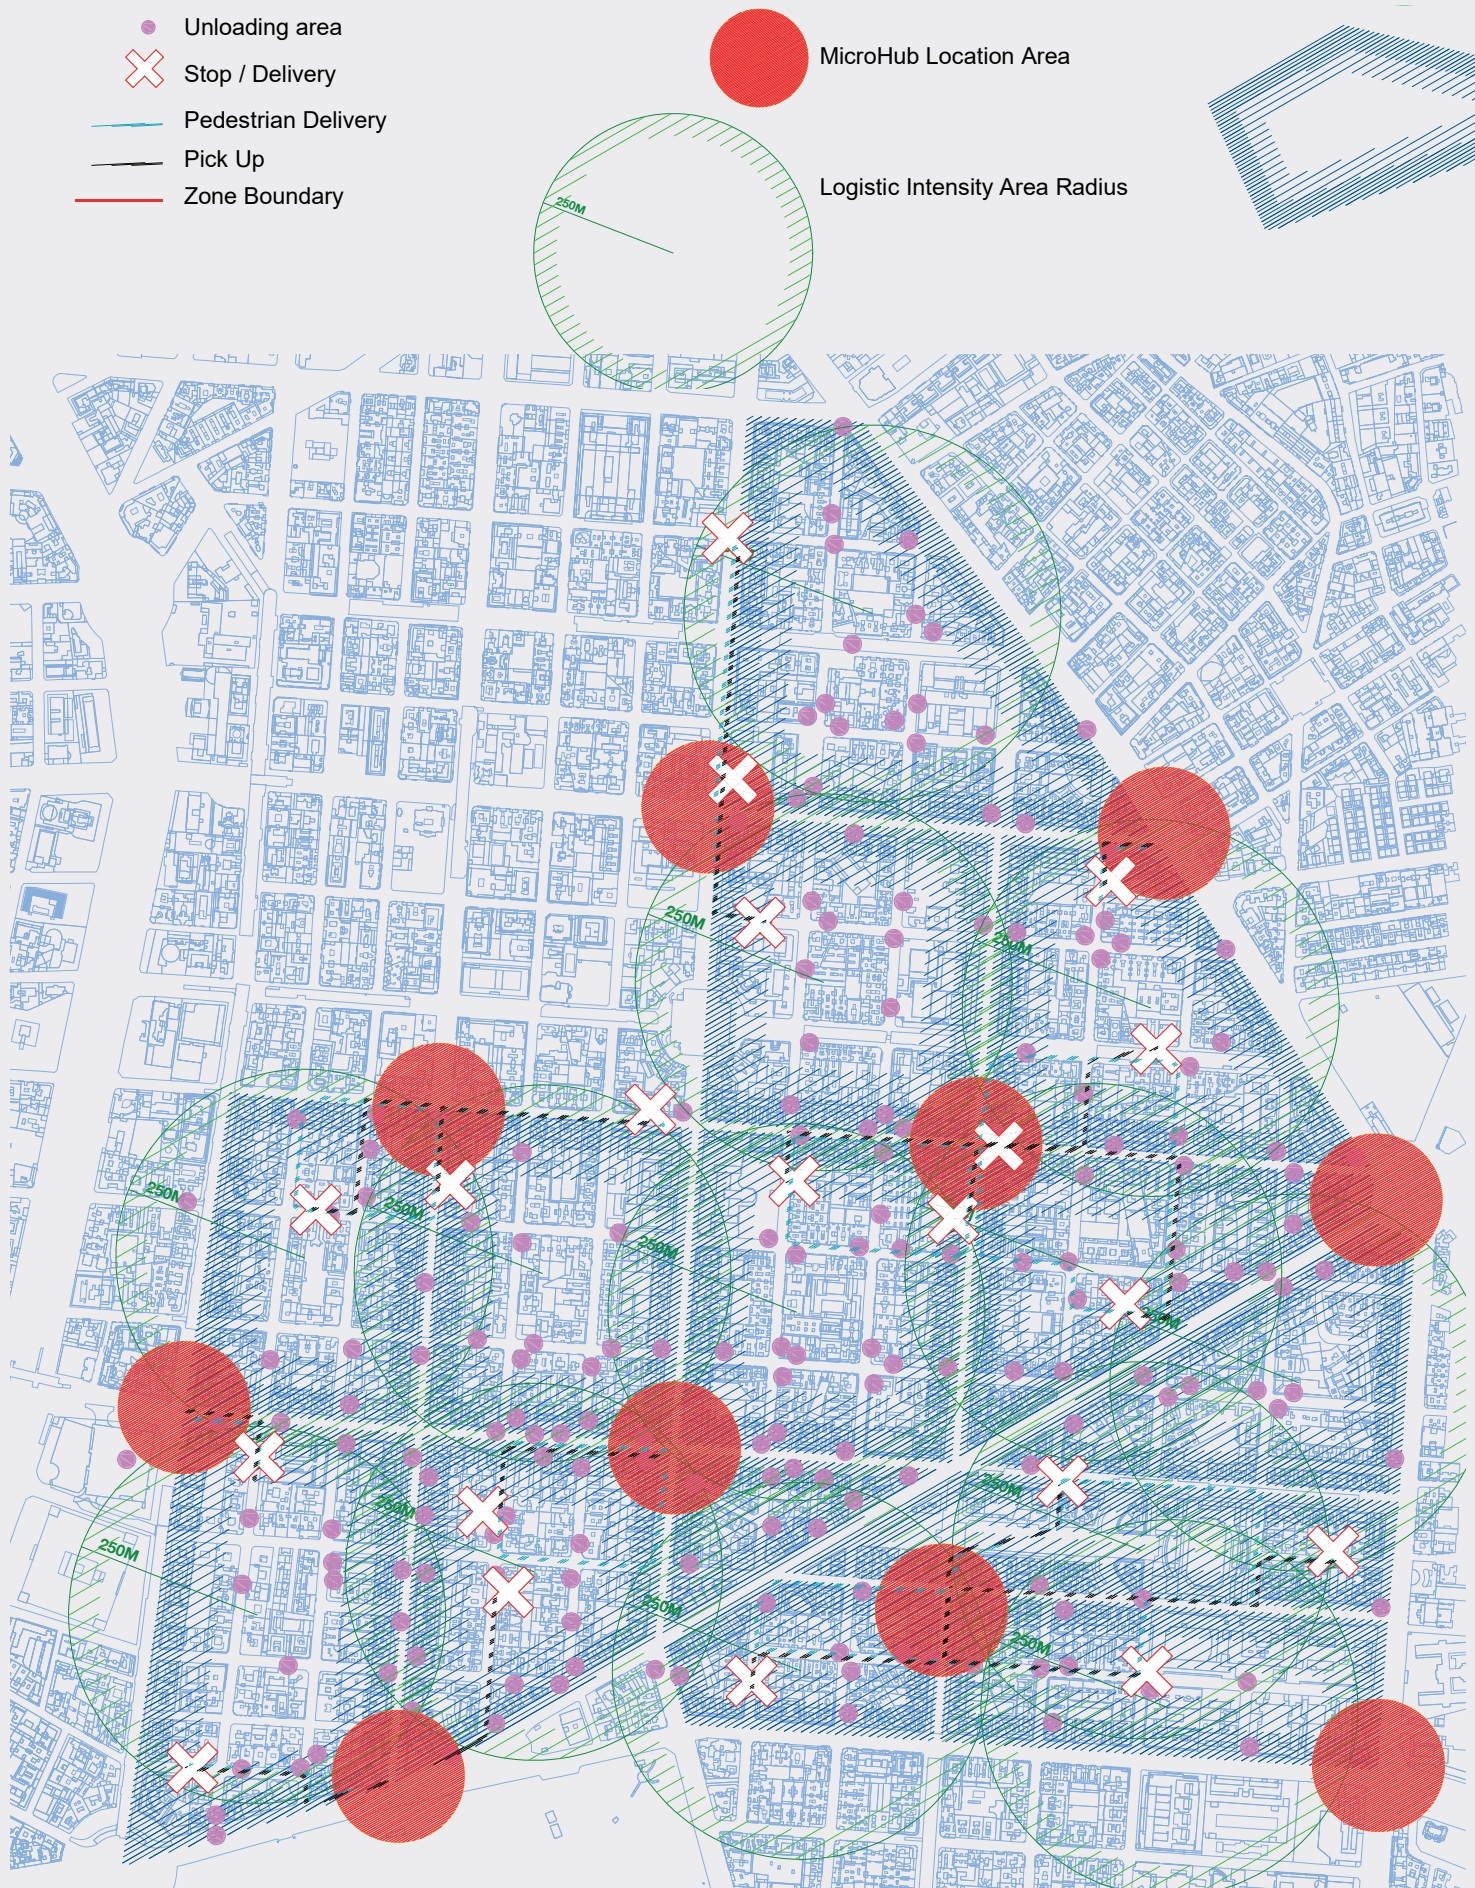 Unloading area
Stop / Delivery
Pedestrian Delivery
Pick Up
Zone Boundary
MicroHub Location Area
250M
Logistic Intensity Area Radius
250M
250M
250M
250M
250M
250M
250M
250M
250M
250M
250M